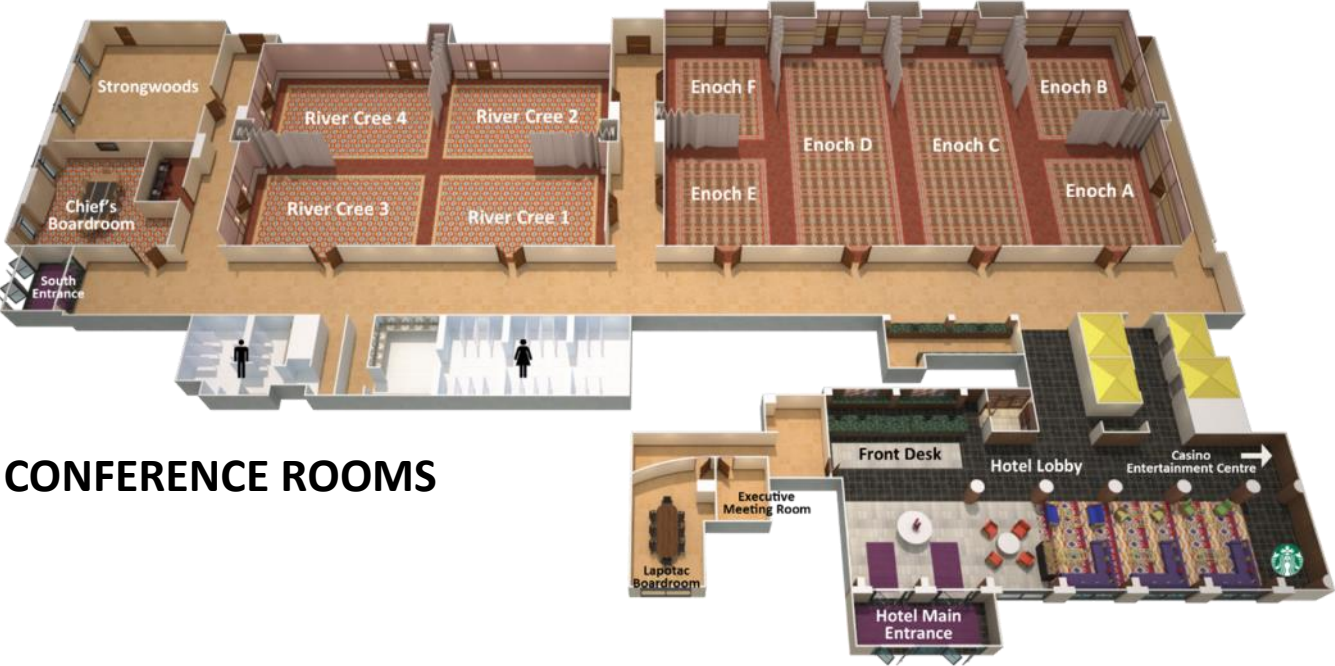 Strongwoods
River Cree 4
River Cree 2
Enoch F
Enoch B
Enoch D
Enoch C
Enoch E
Enoch A
Chief's
Boardroom
River Cree 3
River Cree 1
South
Entrance
CONFERENCE ROOMS
Front Desk
Hotel Lobby
Casino
Entertainment Centre
Executive
Meeting Room
Lapotac
Boardroom
Hotel Main
Entrance